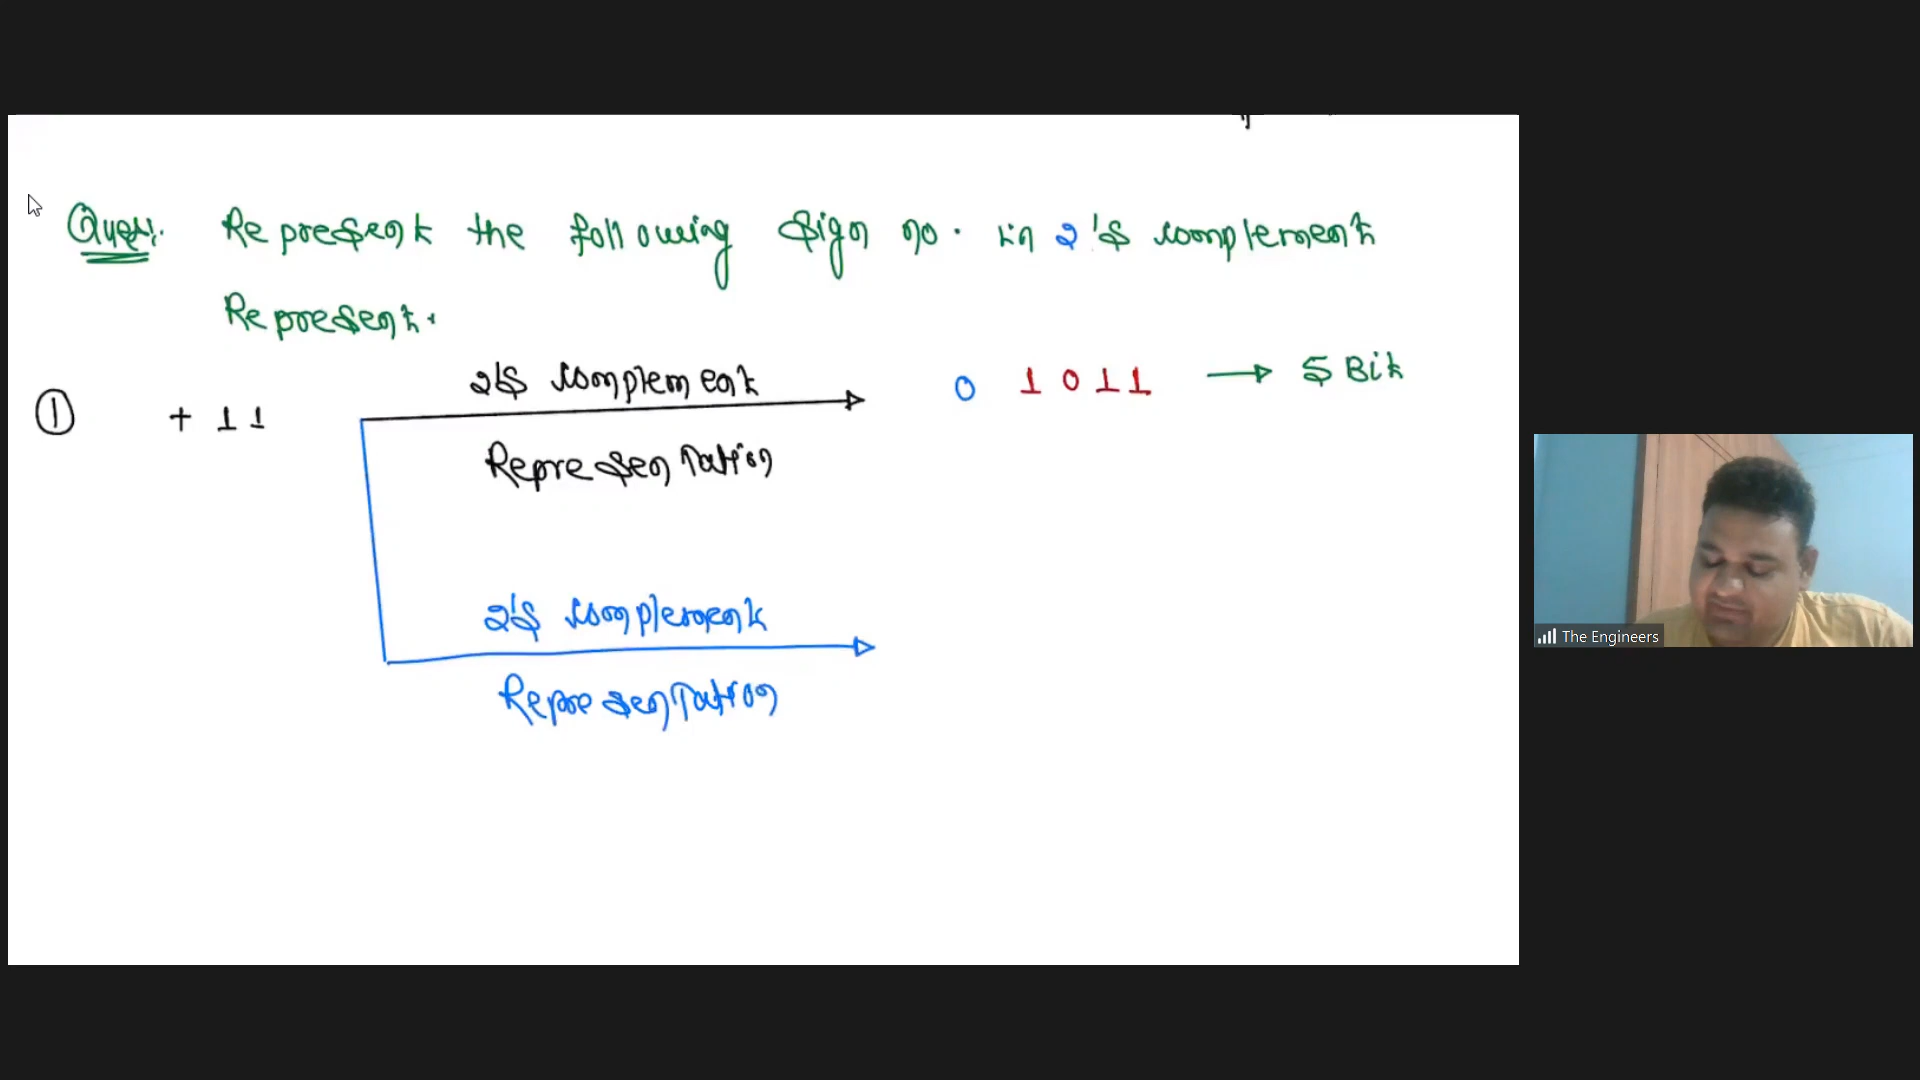 Ques:. Represent the following Sign no. in 2's complement
Represent.
① + 11 2's complement 0 1011 → 5 Bit
Representation
2's complement
Representation
The Engineers